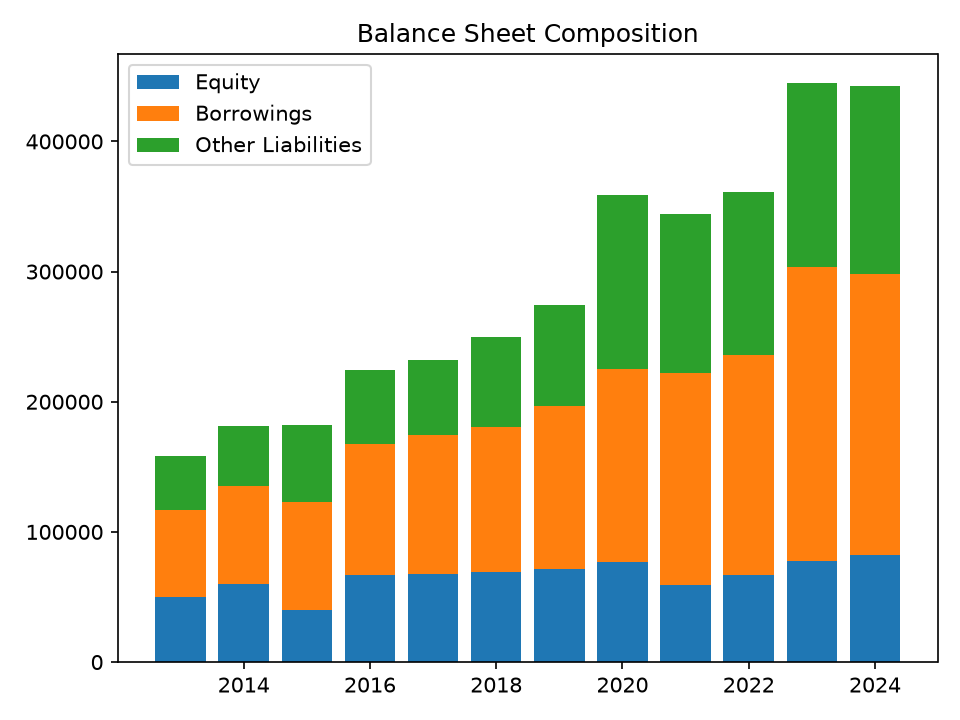 Balance Sheet Composition
Equity
Borrowings
Other Liabilities
400000
300000
200000
100000
0
2014 2016 2018 2020 2022 2024